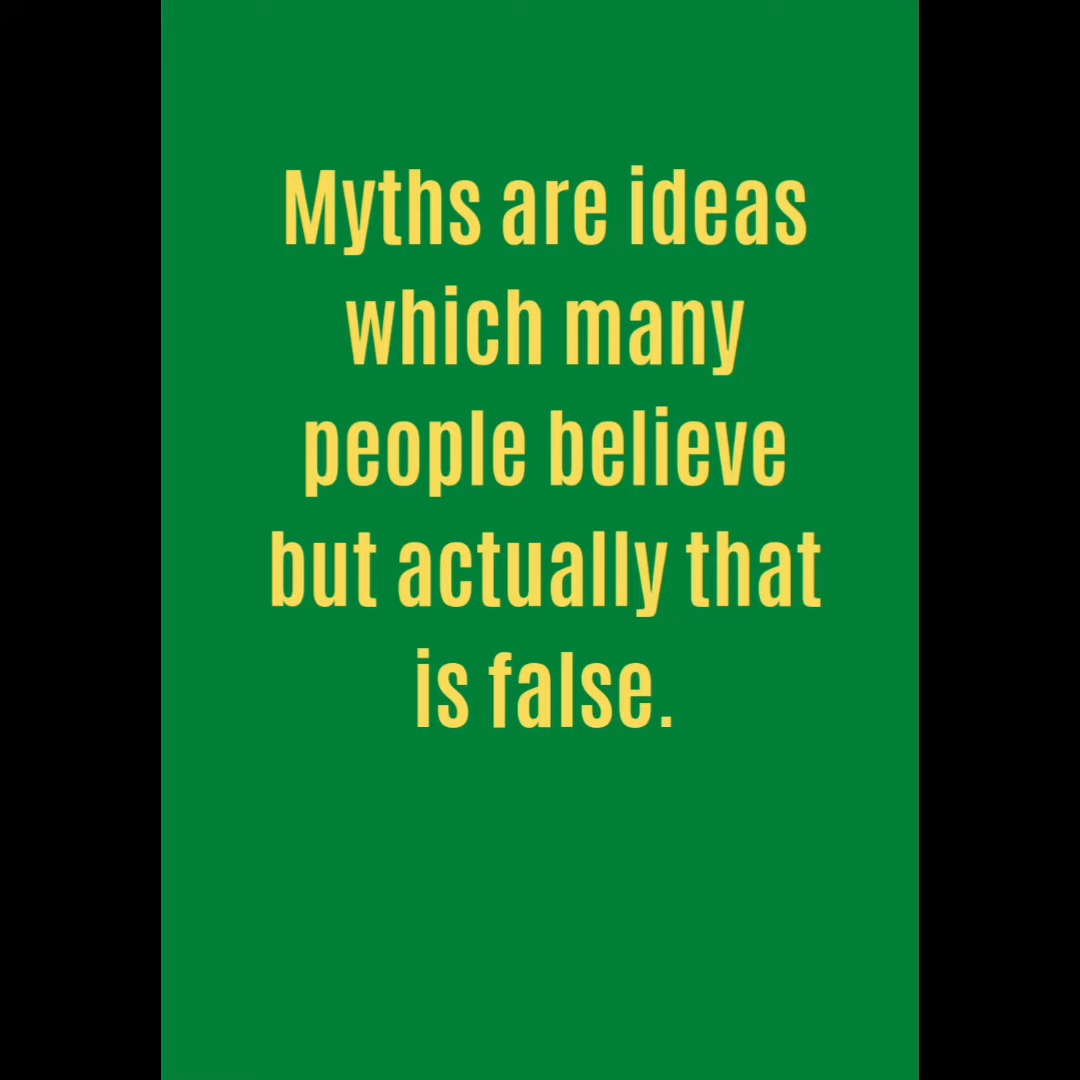 Myths are ideas
which many
people believe
but actually that
is false.